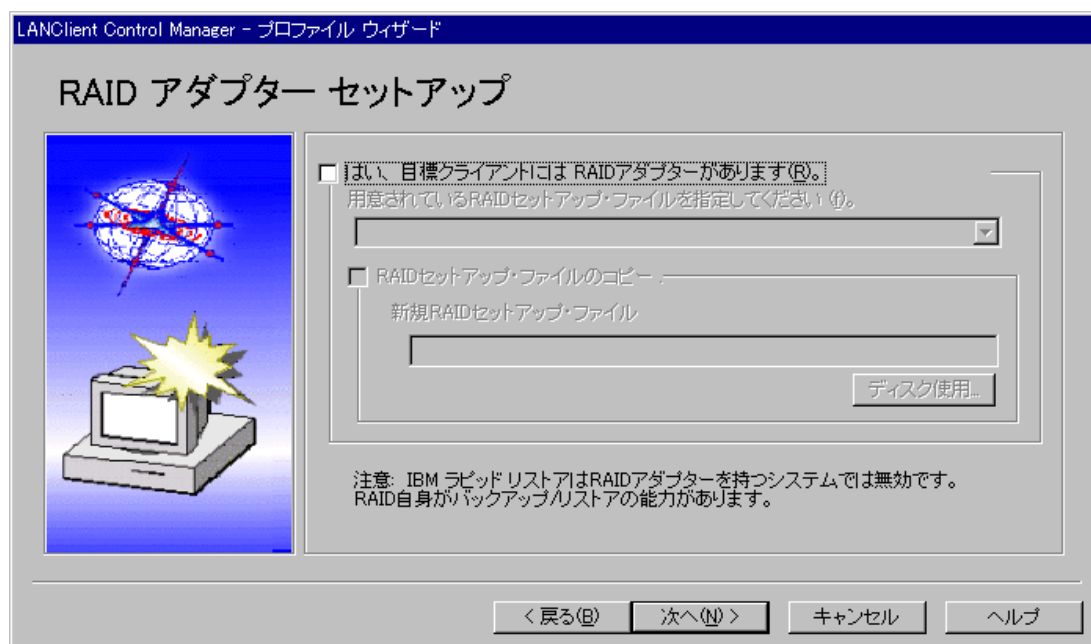 LANClient Control Manager - プロファイル ウィザード
RAID アダプター セットアップ
はい、目標クライアントには RAIDアダプターがあります(R)。
用意されているRAIDセットアップ・ファイルを指定してください (f)。
RAIDセットアップ・ファイルのコピー .
新規RAIDセットアップ・ファイル
ディスク使用...
注意: IBM ラピッド リストアはRAIDアダプターを持つシステムでは無効です。
RAID自身がバックアップ/リストアの能力があります。
< 戻る(B)
次へ(N) >
キャンセル
ヘルプ